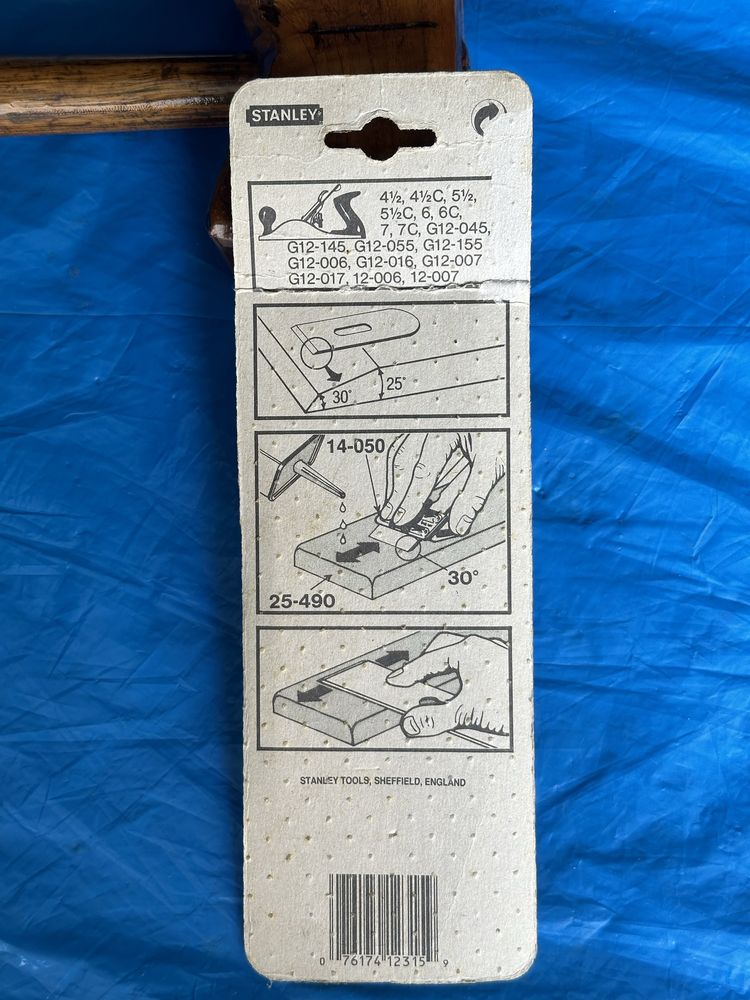 STANLEY
4½, 4½C, 5½,
5½C, 6, 6C,
7, 7C, G12-045,
G12-145, G12-055, G12-155
G12-006, G12-016, G12-007
G12-017, 12-006, 12-007
30° 25°
14-050
30°
25-490
STANLEY TOOLS, SHEFFIELD, ENGLAND
0 76174 12315 9